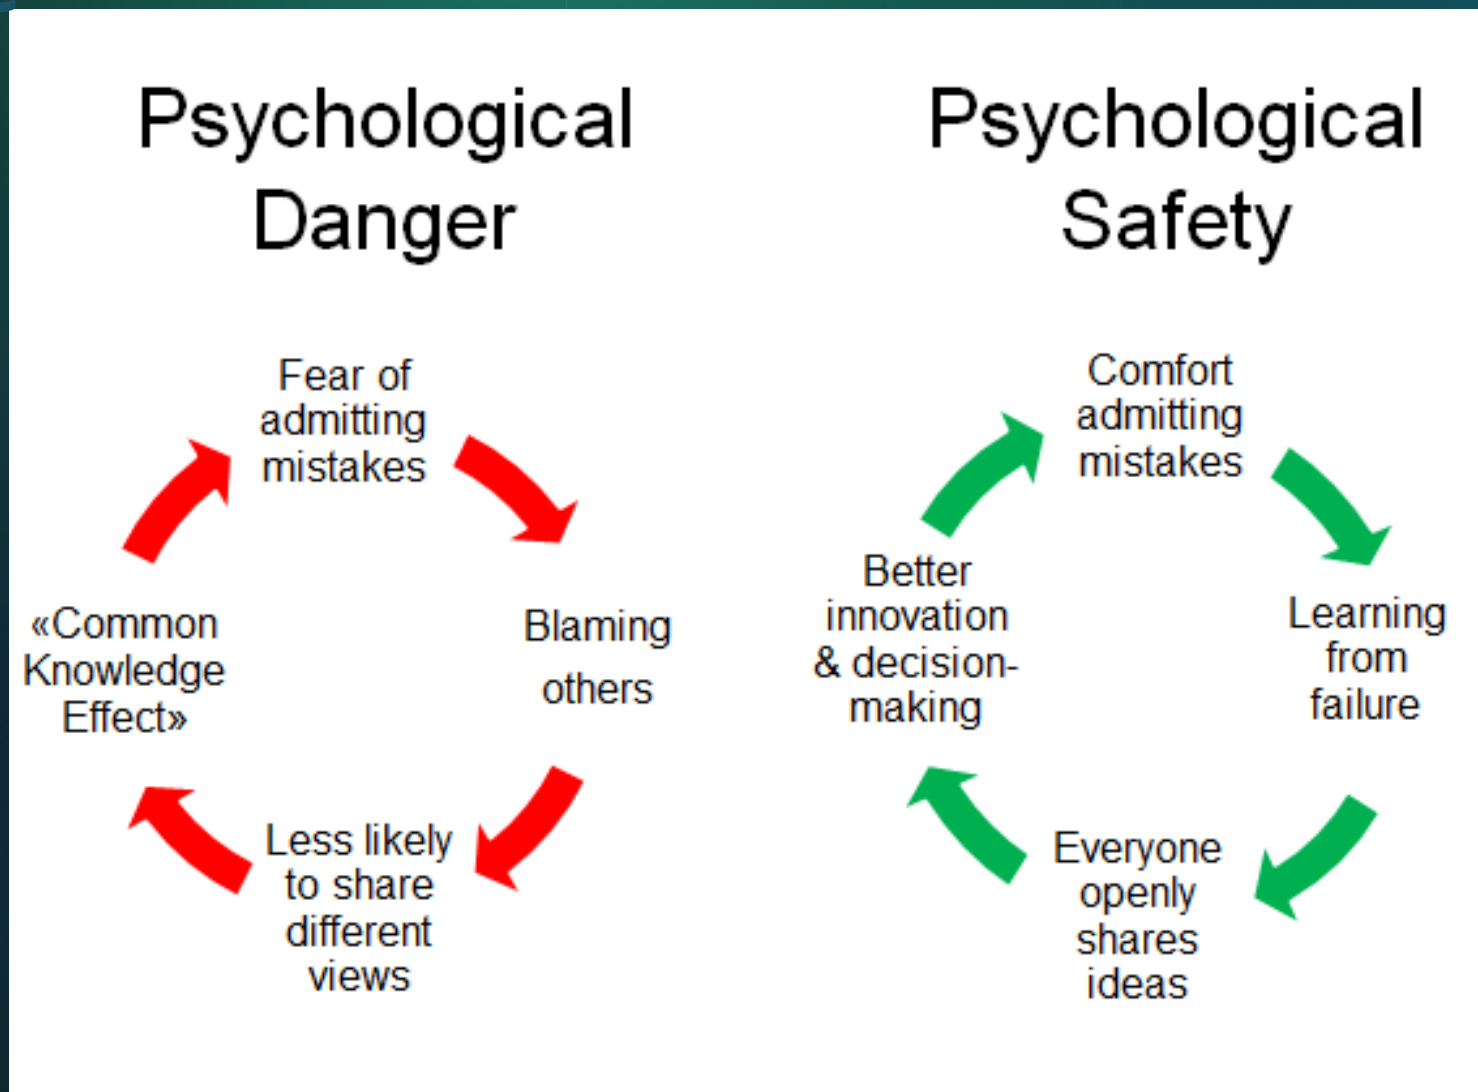 Psychological
Danger
Fear of
admitting
mistakes
Blaming
others
Less likely
to share
different
views
«Common
Knowledge
Effect»
Psychological
Safety
Comfort
admitting
mistakes
Learning
from
failure
Everyone
openly
shares
ideas
Better
innovation
& decision-
making